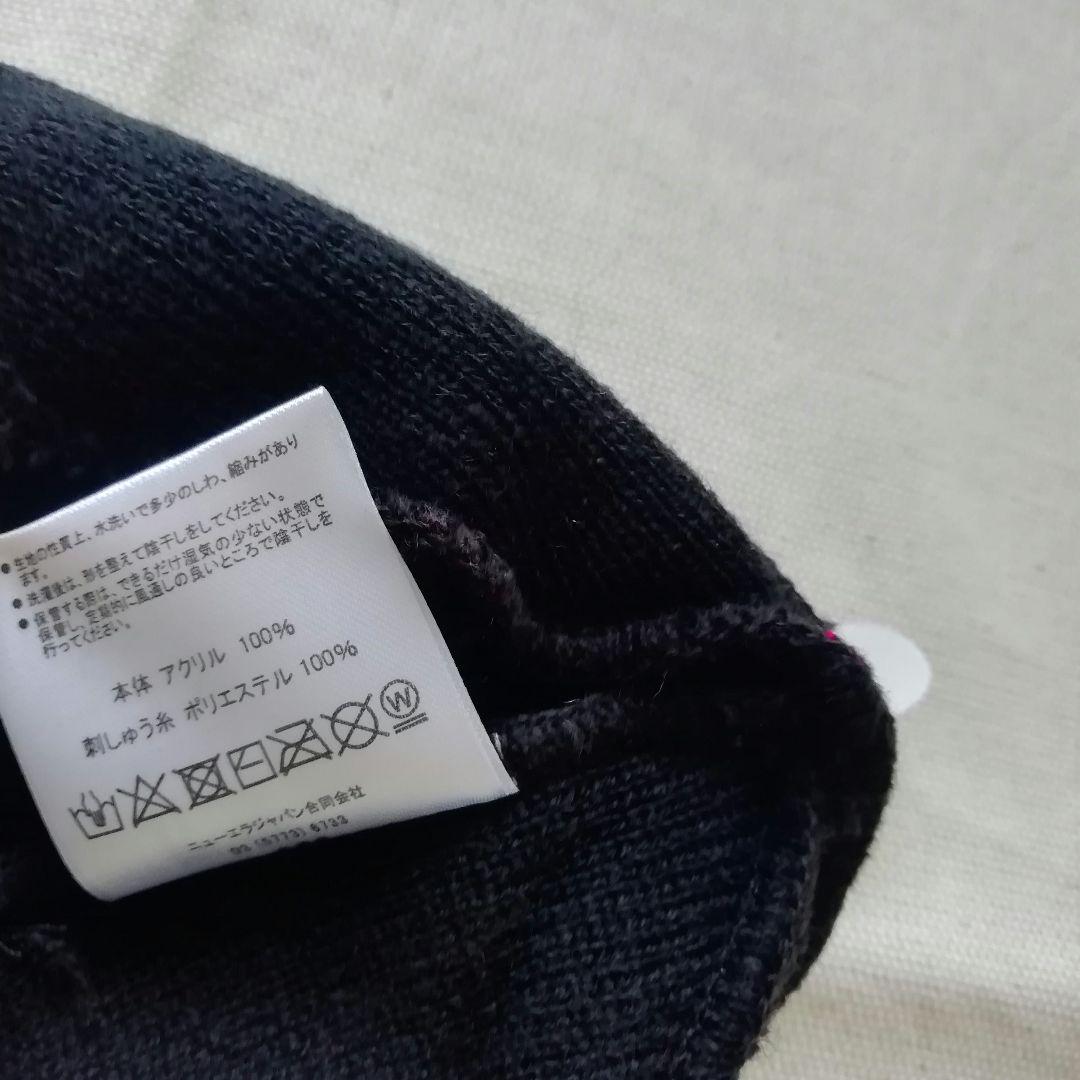 ●生地の性質上、水洗いで多少のしわ、縮みがあり
ます。
●洗濯後は、形を整えて陰干しをしてください。
●保管する際は、できるだけ湿気の少ない状態で
保管し、定期的に風通しの良いところで陰干しを
行ってください。
本体 アクリル 100%
刺しゅう糸 ポリエステル 100%
W
ニューエラジャパン合同会社
03 (5773) 6733